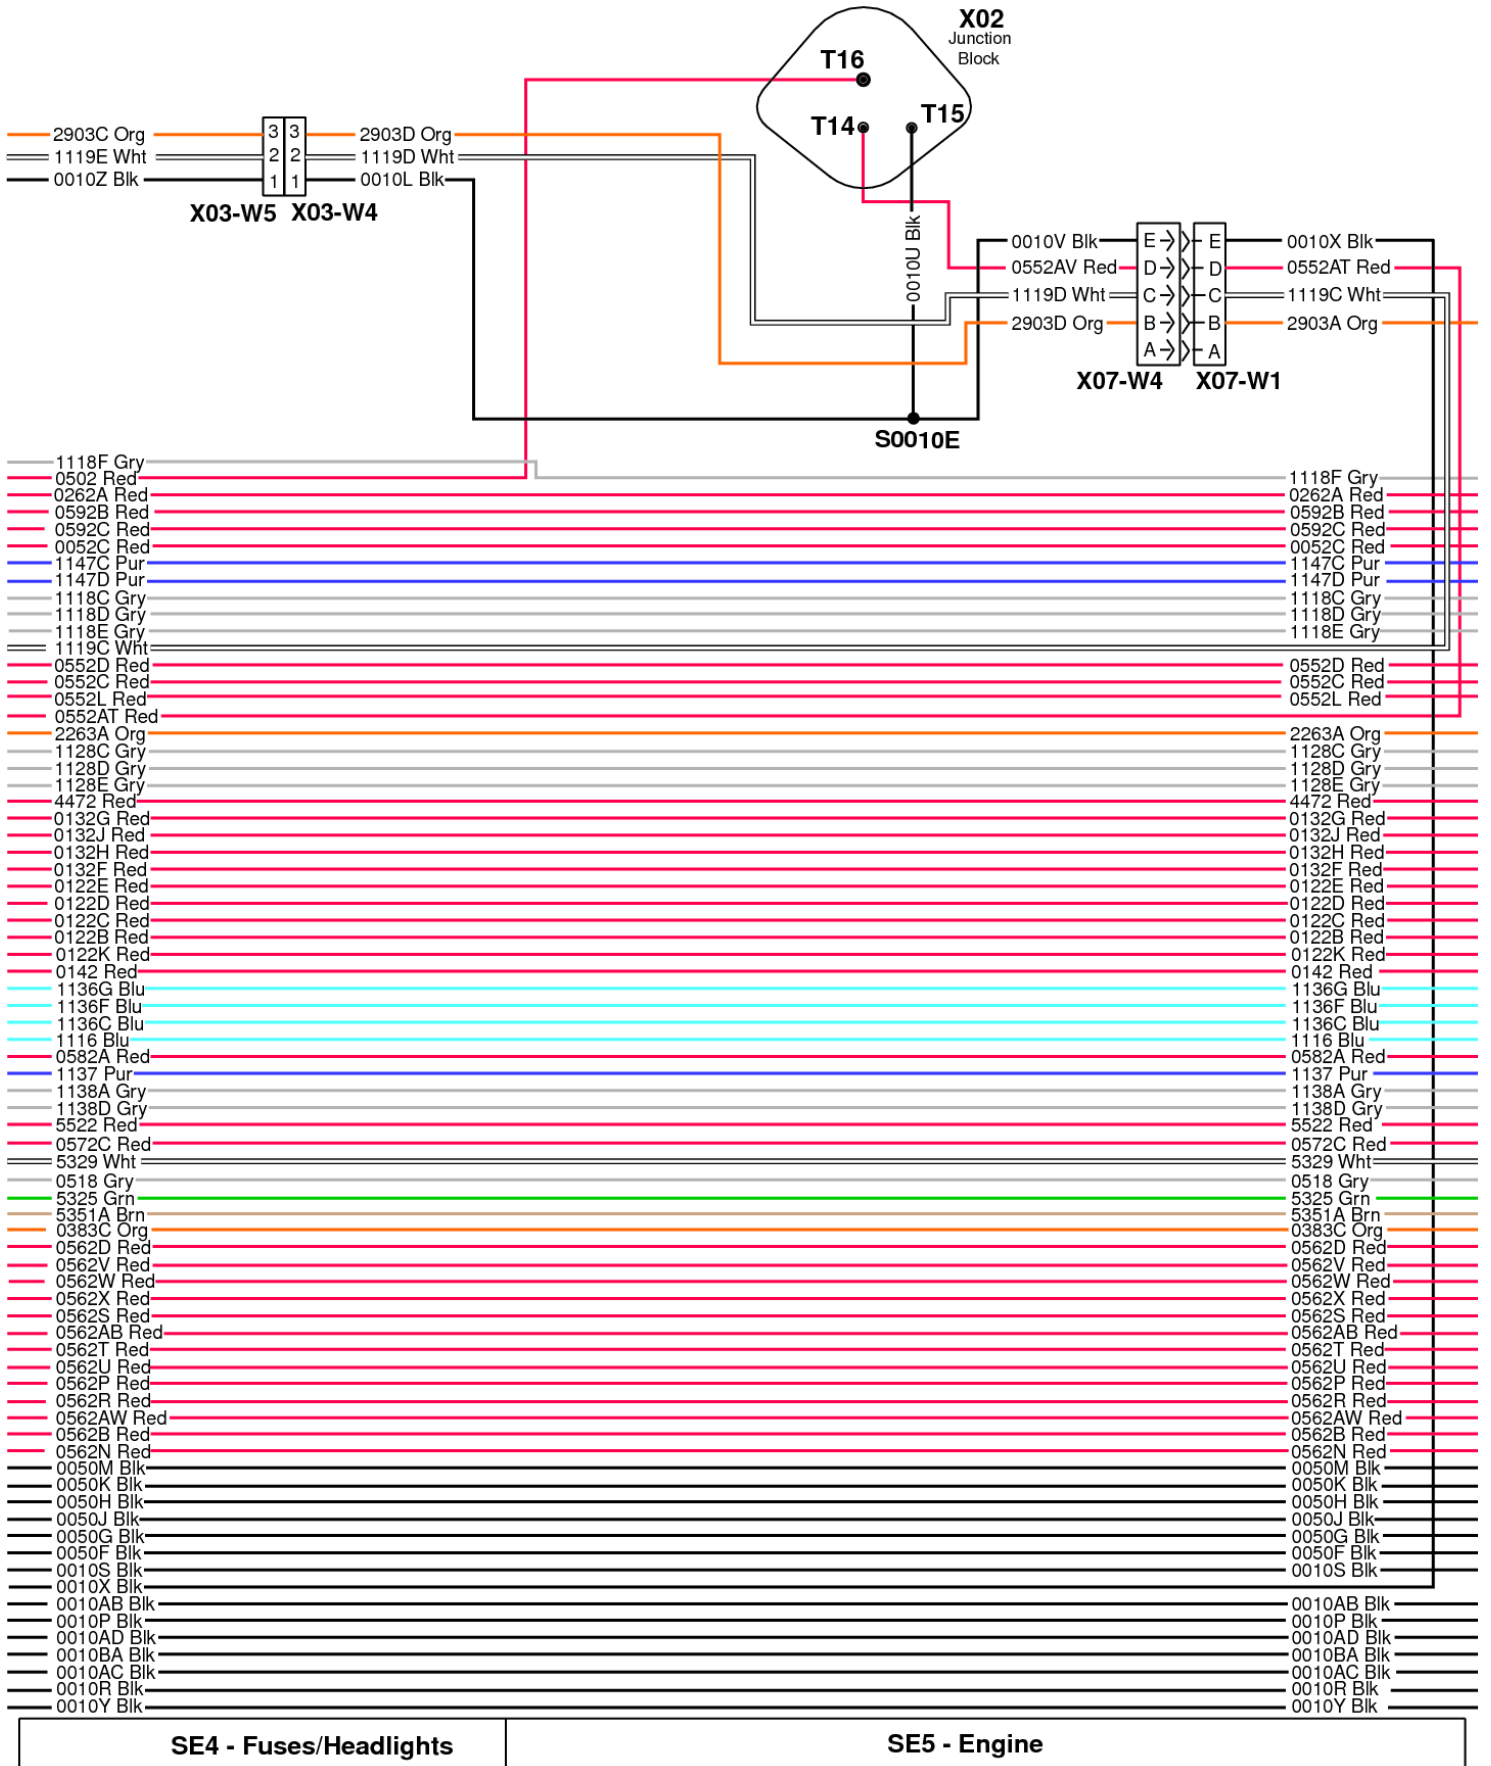 X02
Junction
Block
T16
T14
T15
2903C Org 3 3 2903D Org
1119E Wht 2 2 1119D Wht
0010Z Blk 1 1 0010L Blk
X03-W5 X03-W4
0010U Blk
0010V Blk E E 0010X Blk
0552AV Red D D 0552AT Red
1119D Wht C C 1119C Wht
2903D Org B B 2903A Org
A A
X07-W4 X07-W1
S0010E
1118F Gry
0502 Red 1118F Gry
0262A Red 0262A Red
0592B Red 0592B Red
0592C Red 0592C Red
0052C Red 0052C Red
1147C Pur 1147C Pur
1147D Pur 1147D Pur
1118C Gry 1118C Gry
1118D Gry 1118D Gry
1118E Gry 1118E Gry
1119C Wht
0552D Red 0552D Red
0552C Red 0552C Red
0552L Red 0552L Red
0552AT Red
2263A Org 2263A Org
1128C Gry 1128C Gry
1128D Gry 1128D Gry
1128E Gry 1128E Gry
4472 Red 4472 Red
0132G Red 0132G Red
0132J Red 0132J Red
0132H Red 0132H Red
0132F Red 0132F Red
0122E Red 0122E Red
0122D Red 0122D Red
0122C Red 0122C Red
0122B Red 0122B Red
0122K Red 0122K Red
0142 Red 0142 Red
1136G Blu 1136G Blu
1136F Blu 1136F Blu
1136C Blu 1136C Blu
1116 Blu 1116 Blu
0582A Red 0582A Red
1137 Pur 1137 Pur
1138A Gry 1138A Gry
1138D Gry 1138D Gry
5522 Red 5522 Red
0572C Red 0572C Red
5329 Wht 5329 Wht
0518 Gry 0518 Gry
5325 Grn 5325 Grn
5351A Brn 5351A Brn
0383C Org 0383C Org
0562D Red 0562D Red
0562V Red 0562V Red
0562W Red 0562W Red
0562X Red 0562X Red
0562S Red 0562S Red
0562AB Red 0562AB Red
0562T Red 0562T Red
0562U Red 0562U Red
0562P Red 0562P Red
0562R Red 0562R Red
0562AW Red 0562AW Red
0562B Red 0562B Red
0562N Red 0562N Red
0050M Blk 0050M Blk
0050K Blk 0050K Blk
0050H Blk 0050H Blk
0050J Blk 0050J Blk
0050G Blk 0050G Blk
0050F Blk 0050F Blk
0010S Blk 0010S Blk
0010X Blk
0010AB Blk 0010AB Blk
0010P Blk 0010P Blk
0010AD Blk 0010AD Blk
0010BA Blk 0010BA Blk
0010AC Blk 0010AC Blk
0010R Blk 0010R Blk
0010Y Blk 0010Y Blk
SE4 - Fuses/Headlights SE5 - Engine